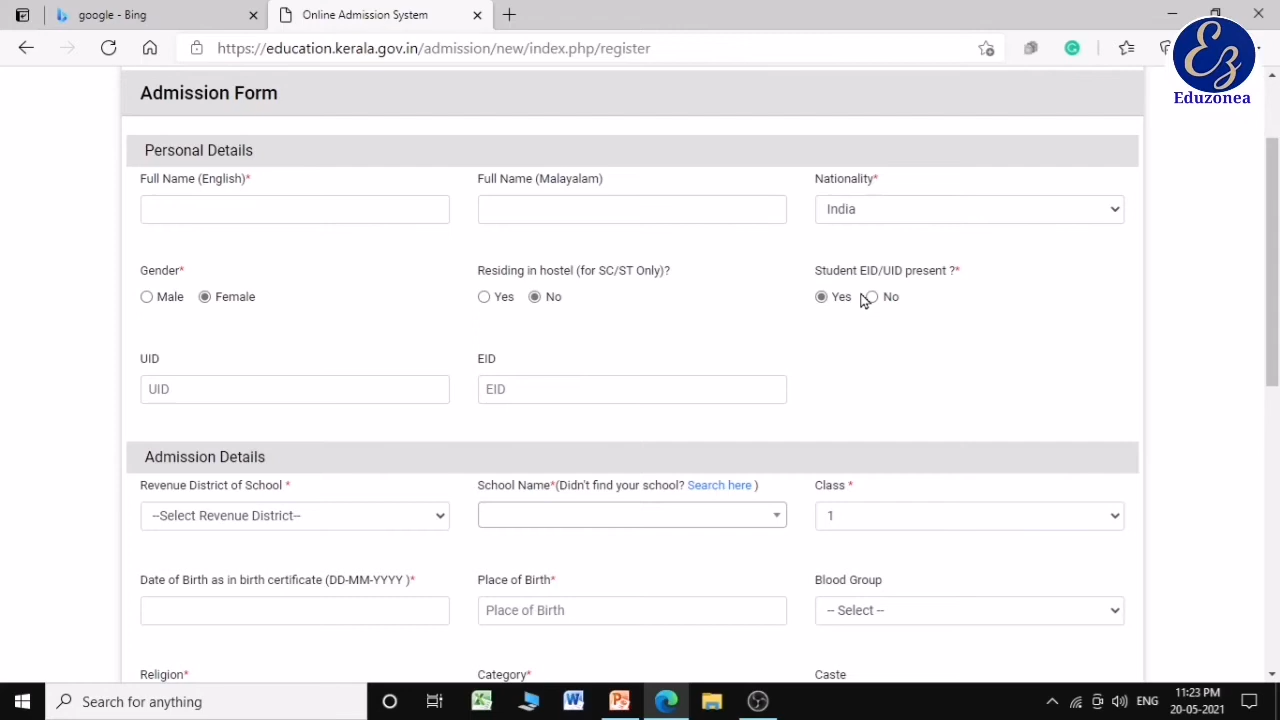 google - Bing
Online Admission System
https://education.kerala.gov.in/admission/new/index.php/register
Eduzonea
Admission Form
Personal Details
Full Name (English)*
Full Name (Malayalam)
Nationality*
India
Gender*
Residing in hostel (for SC/ST Only)?
Student EID/UID present ?*
Male
Female
Yes
No
Yes
No
UID
EID
UID
EID
Admission Details
Revenue District of School *
School Name*(Didn't find your school? Search here )
Class *
--Select Revenue District--
1
Date of Birth as in birth certificate (DD-MM-YYYY )*
Place of Birth*
Blood Group
Place of Birth
-- Select --
Religion*
Category*
Caste
Search for anything
ENG
11:23 PM
20-05-2021